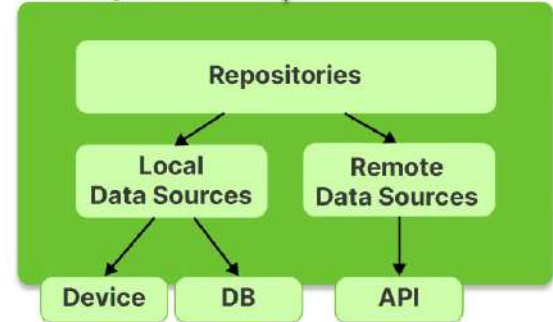 Repositories
Local
Data Sources
Remote
Data Sources
Device
DB
API